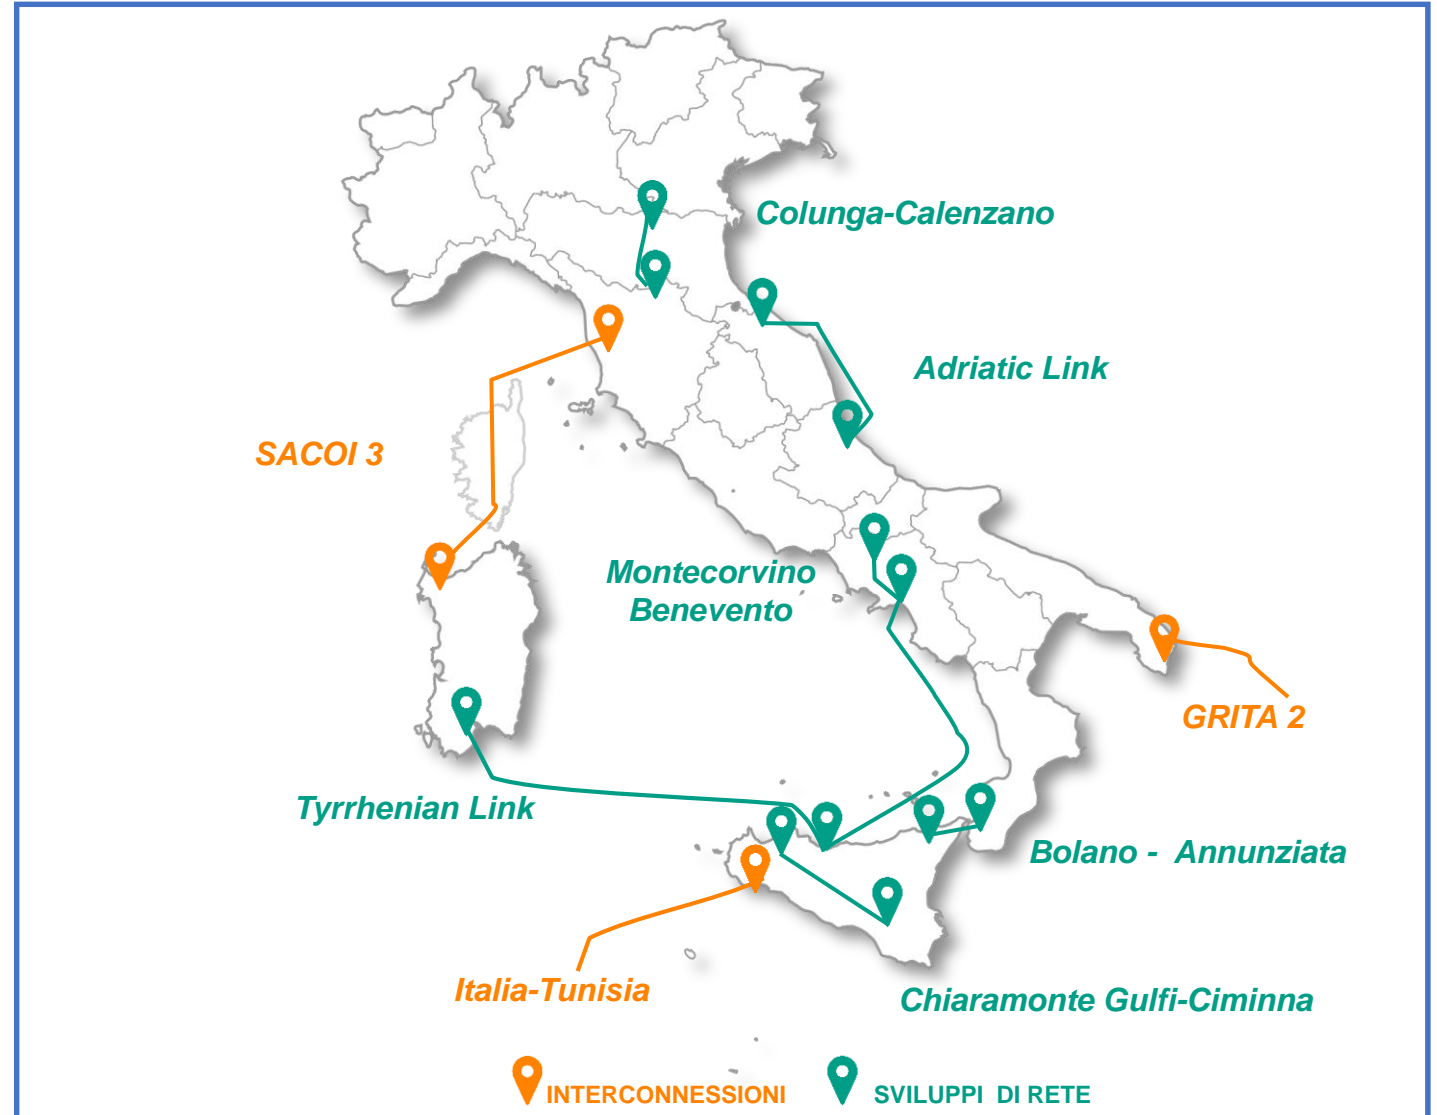 Colunga-Calenzano
Adriatic Link
SACOI 3
Montecorvino
Benevento
GRITA 2
Tyrrhenian Link
Bolano - Annunziata
Italia-Tunisia
Chiaramonte Gulfi-Ciminna
INTERCONNESSIONI
SVILUPPI DI RETE